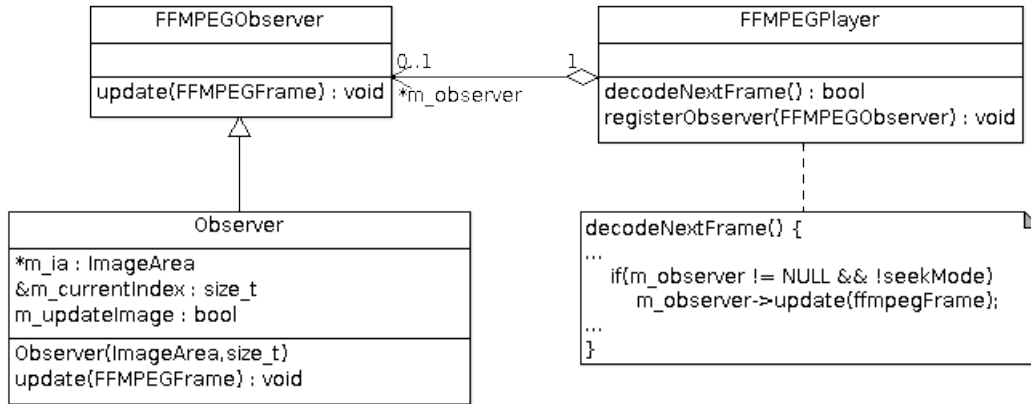 FFMPEGObserver
update(FFMPEGFrame) : void
0..1
*m_observer
1
FFMPEGPlayer
decodeNextFrame() : bool
registerObserver(FFMPEGObserver) : void
Observer
*m_ia : ImageArea
&m_currentIndex : size_t
m_updateImage : bool
Observer(ImageArea,size_t)
update(FFMPEGFrame) : void
decodeNextFrame() {
...
if(m_observer != NULL && !seekMode)
m_observer->update(ffmpegFrame);
...
}